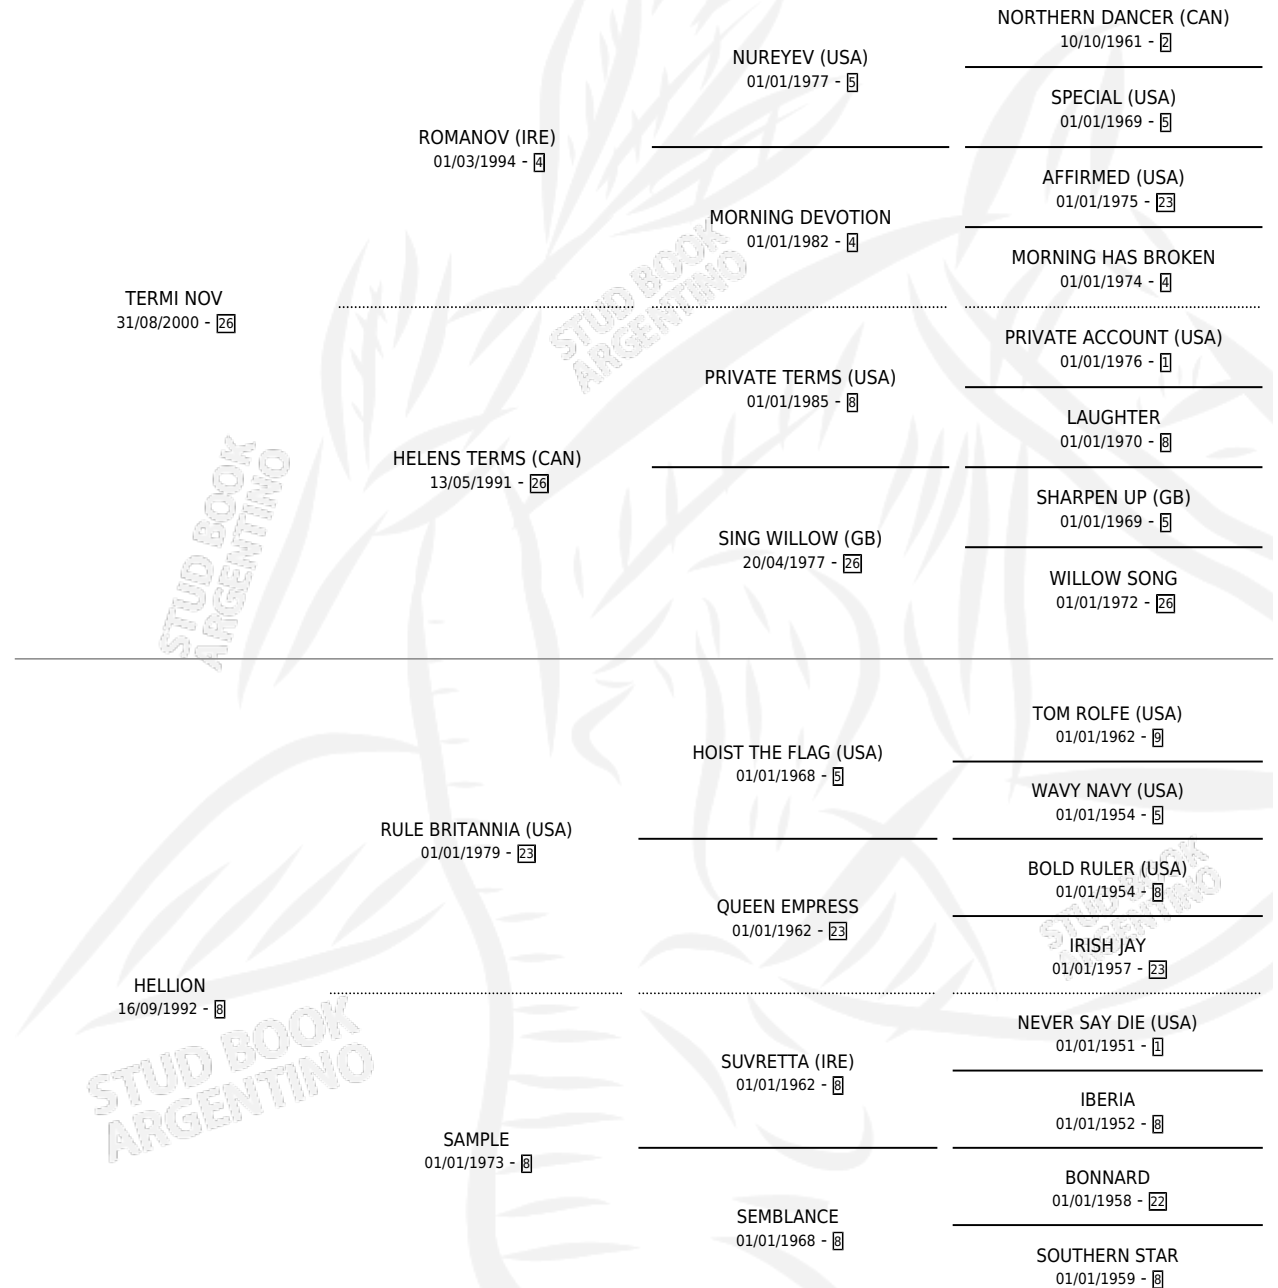 NORTHERN DANCER (CAN)
10/10/1961 - 2
NUREYEV (USA)
01/01/1977 - 5
SPECIAL (USA)
01/01/1969 - 5
ROMANOV (IRE)
01/03/1994 - 4
AFFIRMED (USA)
01/01/1975 - 23
MORNING DEVOTION
01/01/1982 - 4
MORNING HAS BROKEN
01/01/1974 - 4
TERMI NOV
31/08/2000 - 26
PRIVATE ACCOUNT (USA)
01/01/1976 - 1
PRIVATE TERMS (USA)
01/01/1985 - 8
LAUGHTER
01/01/1970 - 8
HELENS TERMS (CAN)
13/05/1991 - 26
SHARPEN UP (GB)
01/01/1969 - 5
SING WILLOW (GB)
20/04/1977 - 26
WILLOW SONG
01/01/1972 - 26
TOM ROLFE (USA)
01/01/1962 - 9
HOIST THE FLAG (USA)
01/01/1968 - 5
WAVY NAVY (USA)
01/01/1954 - 5
RULE BRITANNIA (USA)
01/01/1979 - 23
BOLD RULER (USA)
01/01/1954 - 8
QUEEN EMPRESS
01/01/1962 - 23
IRISH JAY
01/01/1957 - 23
HELLION
16/09/1992 - 8
NEVER SAY DIE (USA)
01/01/1951 - 1
SUVRETTA (IRE)
01/01/1962 - 8
IBERIA
01/01/1952 - 8
SAMPLE
01/01/1973 - 8
BONNARD
01/01/1958 - 22
SEMBLANCE
01/01/1968 - 8
SOUTHERN STAR
01/01/1959 - 8
STUD BOOK
ARGENTINO
STUD BOOK
ARGENTINO
STUD BOOK
ARGENTINO
STUD BOOK
ARGENTINO